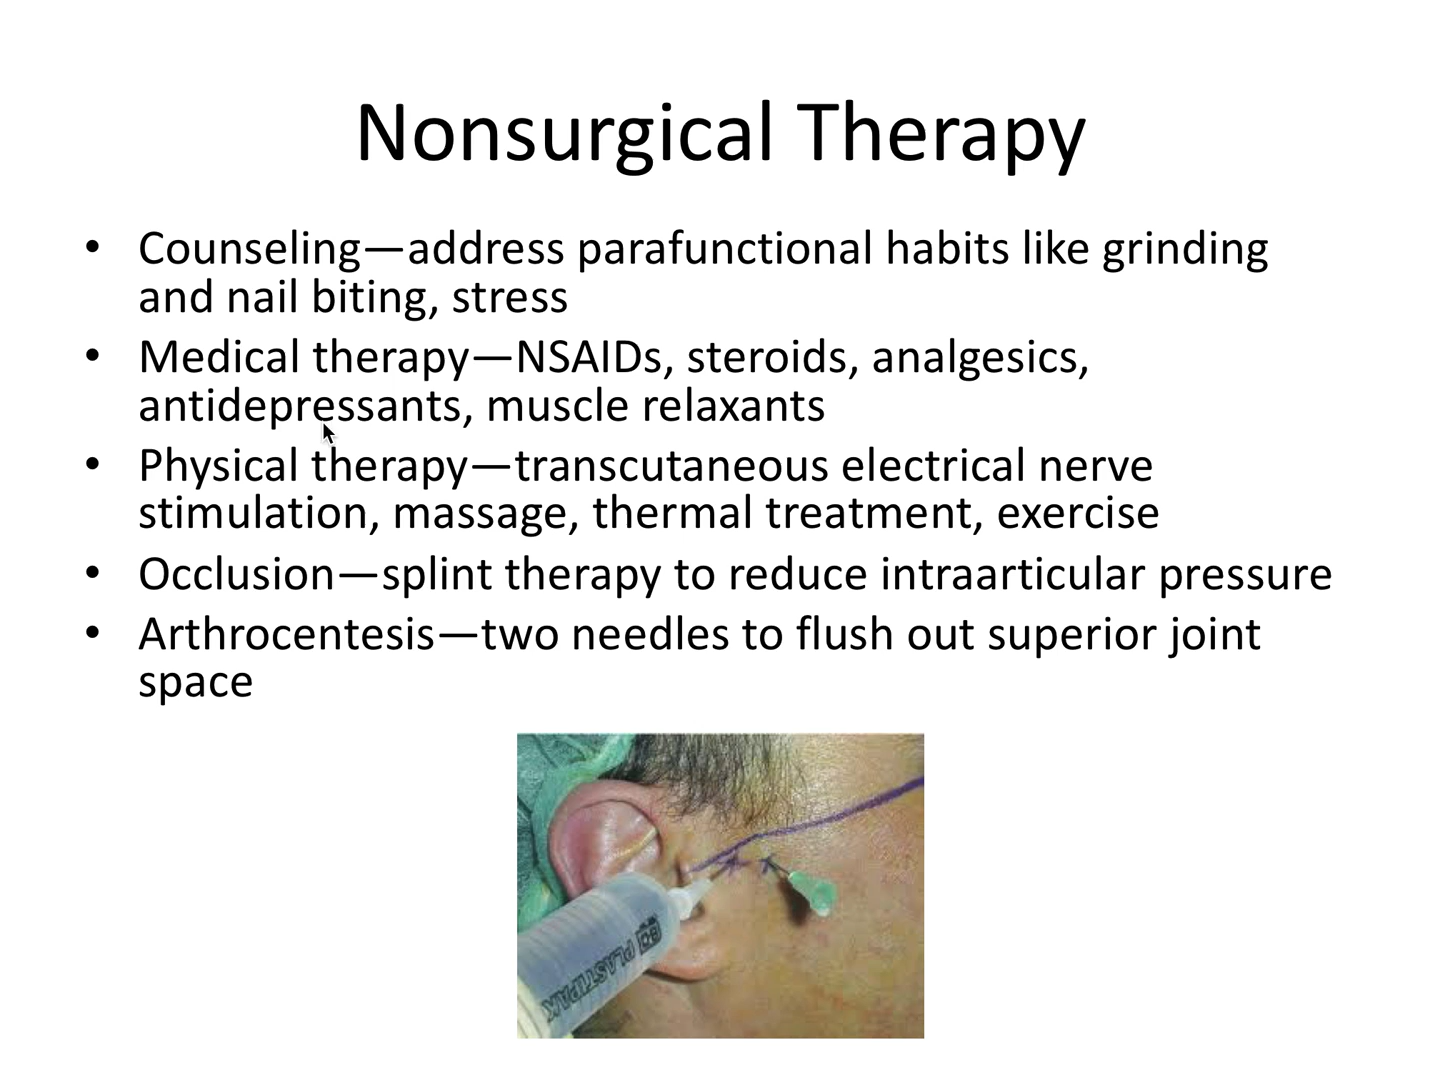 Nonsurgical Therapy
• Counseling—address parafunctional habits like grinding
and nail biting, stress
• Medical therapy—NSAIDs, steroids, analgesics,
antidepressants, muscle relaxants
• Physical therapy—transcutaneous electrical nerve
stimulation, massage, thermal treatment, exercise
• Occlusion—splint therapy to reduce intraarticular pressure
• Arthrocentesis—two needles to flush out superior joint
space
PLASTIPAK